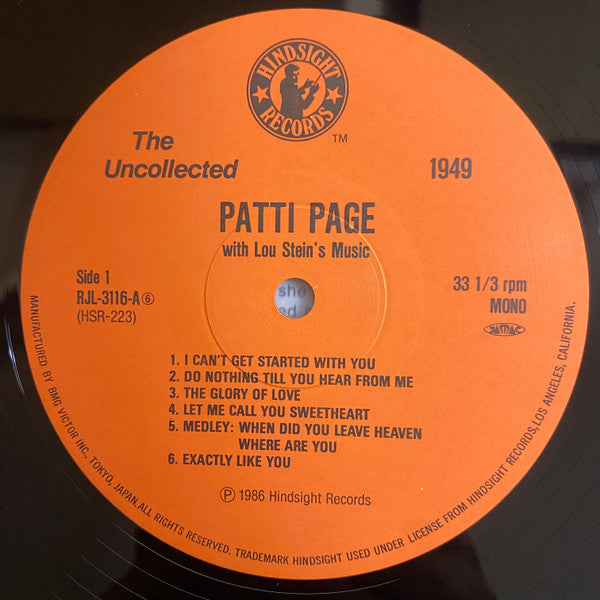 HINDSIGHT
RECORDS
TM
The
Uncollected
1949
PATTI PAGE
with Lou Stein's Music
Side 1
RJL-3116-A⑥
(HSR-223)
33 1/3 rpm
MONO
JASRAC
she
ed
1. I CAN'T GET STARTED WITH YOU
2. DO NOTHING TILL YOU HEAR FROM ME
3. THE GLORY OF LOVE
4. LET ME CALL YOU SWEETHEART
5. MEDLEY: WHEN DID YOU LEAVE HEAVEN
WHERE ARE YOU
6. EXACTLY LIKE YOU
Ⓟ 1986 Hindsight Records
MANUFACTURED BY BMG VICTOR INC., TOKYO, JAPAN. ALL RIGHTS RESERVED. TRADEMARK HINDSIGHT USED UNDER LICENSE FROM HINDSIGHT RECORDS, LOS ANGELES, CALIFORNIA.